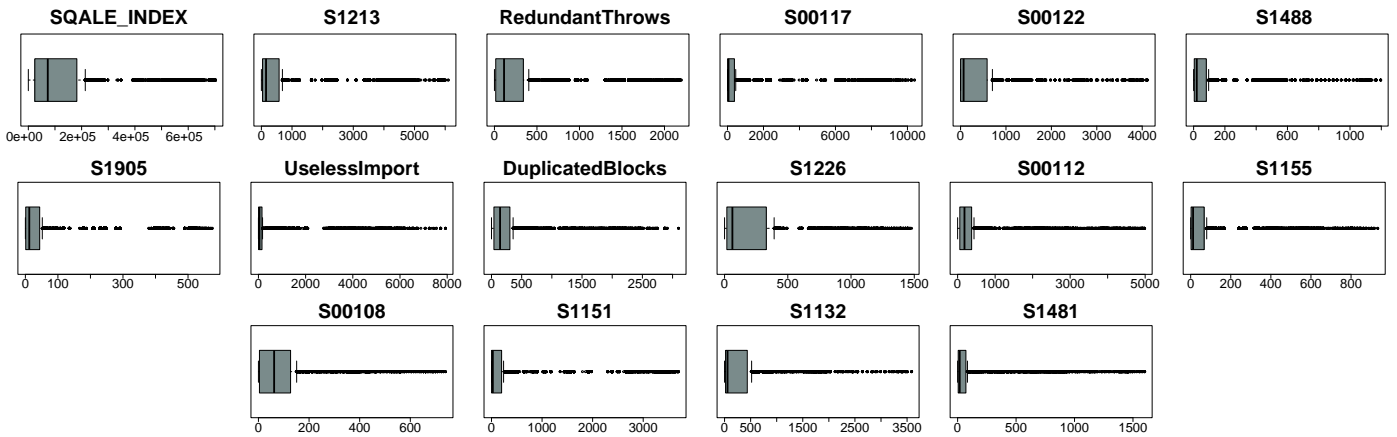 SQALE_INDEX S1213 RedundantThrows S00117 S00122 S1488
0e+00 2e+05 4e+05 6e+05 0 1000 3000 5000 0 500 1000 1500 2000 0 2000 4000 6000 8000 10000 0 1000 2000 3000 4000 0 200 600 1000
S1905 UselessImport DuplicatedBlocks S1226 S00112 S1155
0 100 300 500 0 2000 4000 6000 8000 0 500 1500 2500 0 500 1000 1500 0 1000 3000 5000 0 200 400 600 800
S00108 S1151 S1132 S1481
0 200 400 600 0 1000 2000 3000 0 500 1500 2500 3500 0 500 1000 1500